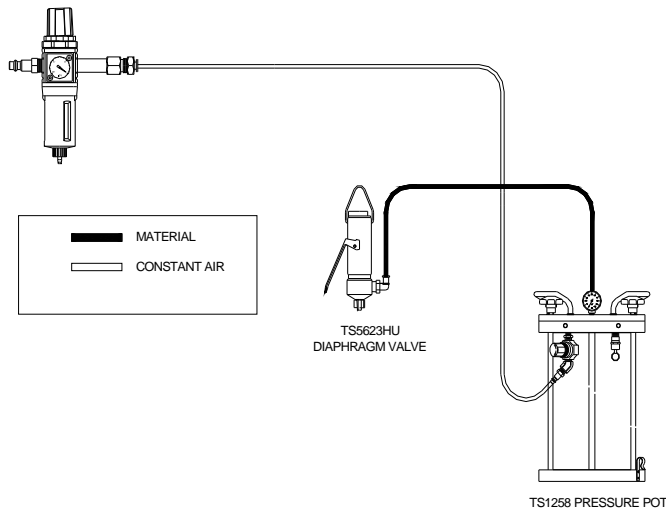 MATERIAL
CONSTANT AIR
TS5623HU
DIAPHRAGM VALVE
TS1258 PRESSURE POT